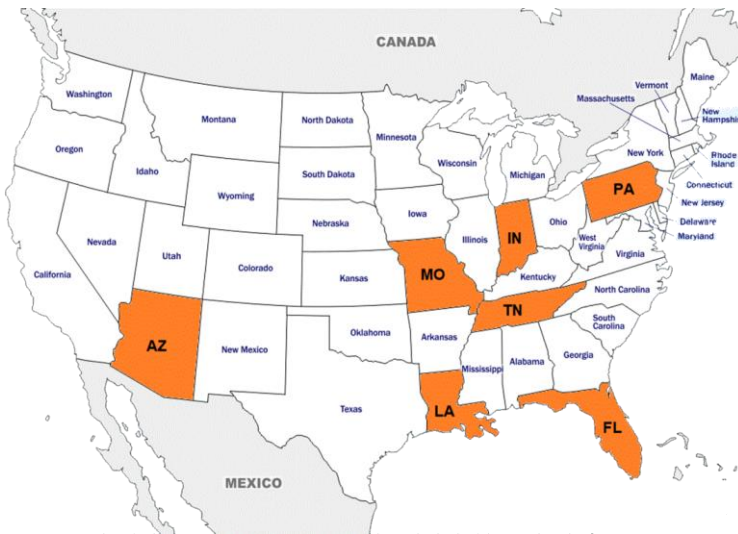 CANADA
Washington
Montana
North Dakota
Minnesota
Vermont
Maine
Massachusetts
New
Hampshi
Oregon
Idaho
South Dakota
Wisconsin
Michigan
New York
Rhode
Island
Connecticut
Wyoming
PA
New Jersey
Delaware
Maryland
Nebraska
Iowa
Nevada
Utah
Colorado
Kansas
Illinois
IN
Ohio
West
Virginia
Virginia
California
MO
Kentucky
North Carolina
TN
AZ
New Mexico
Oklahoma
Arkansas
South
Carolina
Mississipp
Alabama
Georgia
Texas
LA
FL
MEXICO